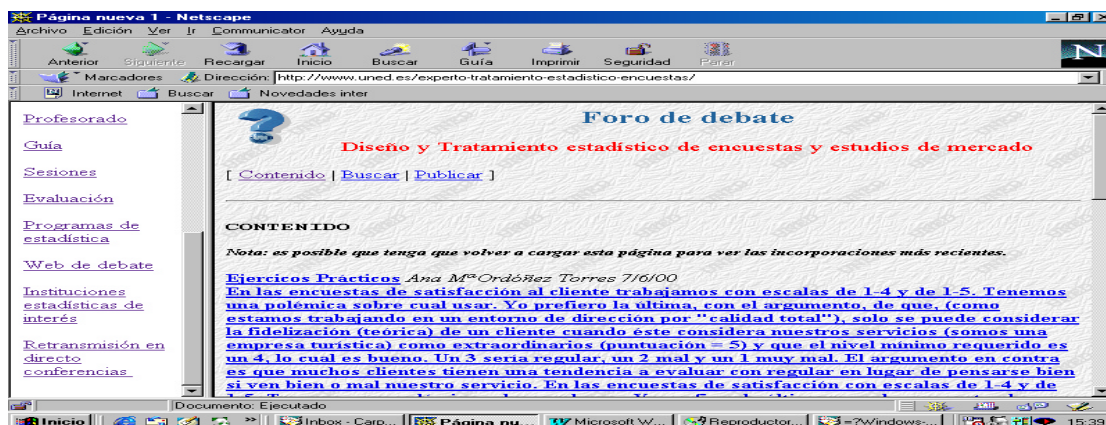 Página nueva 1 - Netscape
Archivo Edición Ver Ir Communicator Ayuda
Anterior Siguiente Recargar Inicio Buscar Guía Imprimir Seguridad Parar
N
Marcadores Dirección: http://www.uned.es/experto-tratamiento-estadistico-encuestas/
Internet Buscar Novedades inter
Profesorado
Guía
Sesiones
Evaluación
Programas de
estadística
Web de debate
Instituciones
estadísticas de
interés
Retransmisión en
directo
conferencias
Foro de debate
Diseño y Tratamiento estadístico de encuestas y estudios de mercado
[ Contenido | Buscar | Publicar ]
CONTENIDO
Nota: es posible que tenga que volver a cargar esta página para ver las incorporaciones más recientes.
Ejercicos Prácticos Ana MªOrdóñez Torres 7/6/00
En las encuestas de satisfacción al cliente trabajamos con escalas de 1-4 y de 1-5. Tenemos
una polémica sobre cual usar. Yo prefiero la última, con el argumento, de que, (como
estamos trabajando en un entorno de dirección por "calidad total"), solo se puede considerar
la fidelización (teórica) de un cliente cuando éste considera nuestros servicios (somos una
empresa turística) como extraordinarios (puntuación = 5) y que el nivel mínimo requerido es
un 4, lo cual es bueno. Un 3 sería regular, un 2 mal y un 1 muy mal. El argumento en contra
es que muchos clientes tienen una tendencia a evaluar con regular en lugar de pensarse bien
si ven bien o mal nuestro servicio. En las encuestas de satisfacción con escalas de 1-4 y de
Documento: Ejecutado
Inicio Inbox - Carp... Página nu... Microsoft W... Reproductor... =?Windows-... 15:39